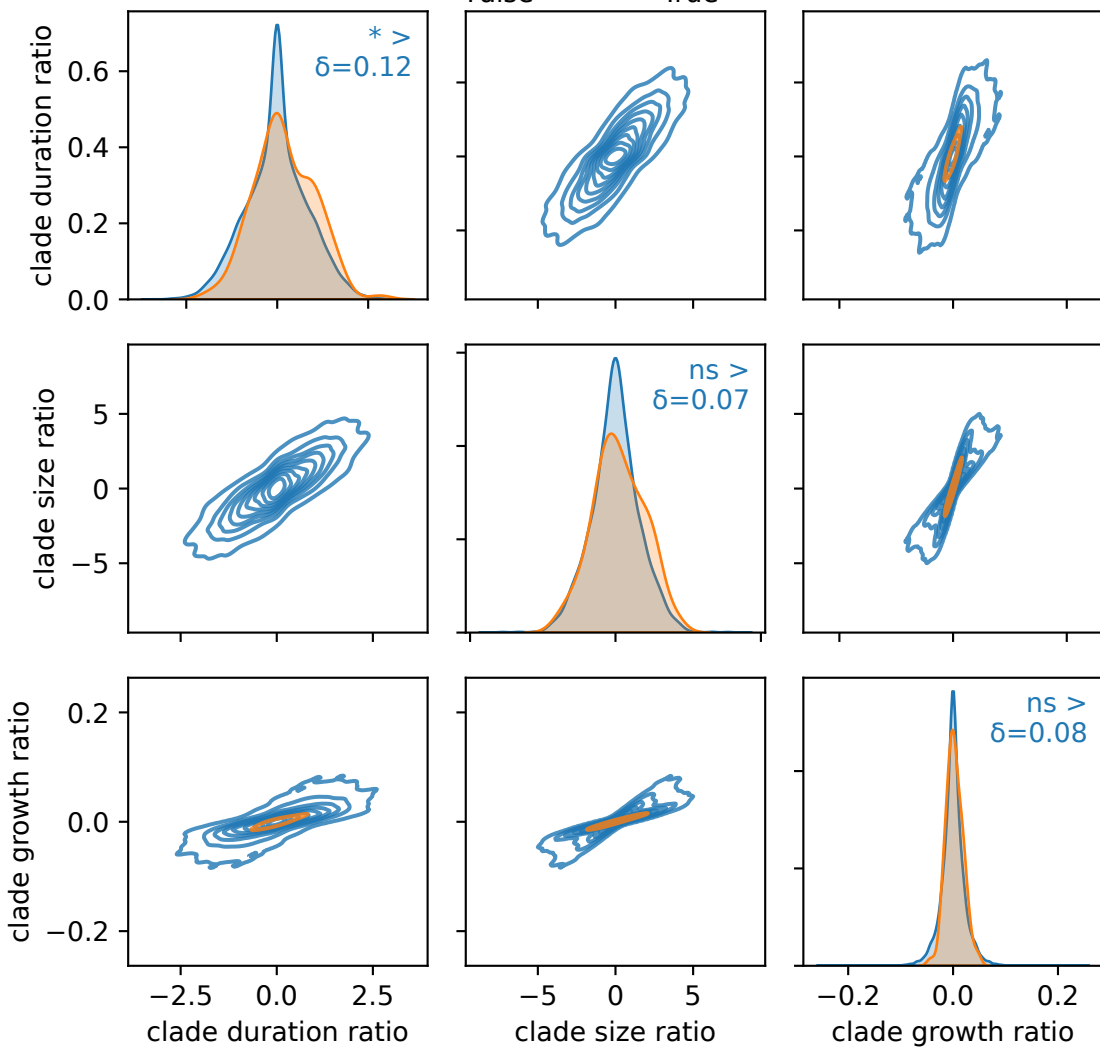 0.6
0.4
0.2
0.0
clade duration ratio
* >
δ=0.12
5
0
−5
clade size ratio
ns >
δ=0.07
0.2
0.0
−0.2
clade growth ratio
ns >
δ=0.08
−2.5 0.0 2.5
−5 0 5
−0.2 0.0 0.2
clade duration ratio
clade size ratio
clade growth ratio